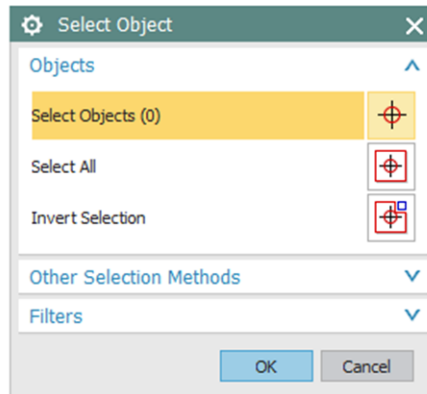 Select Object
Objects
Select Objects (0)
Select All
Invert Selection
Other Selection Methods
Filters
OK Cancel